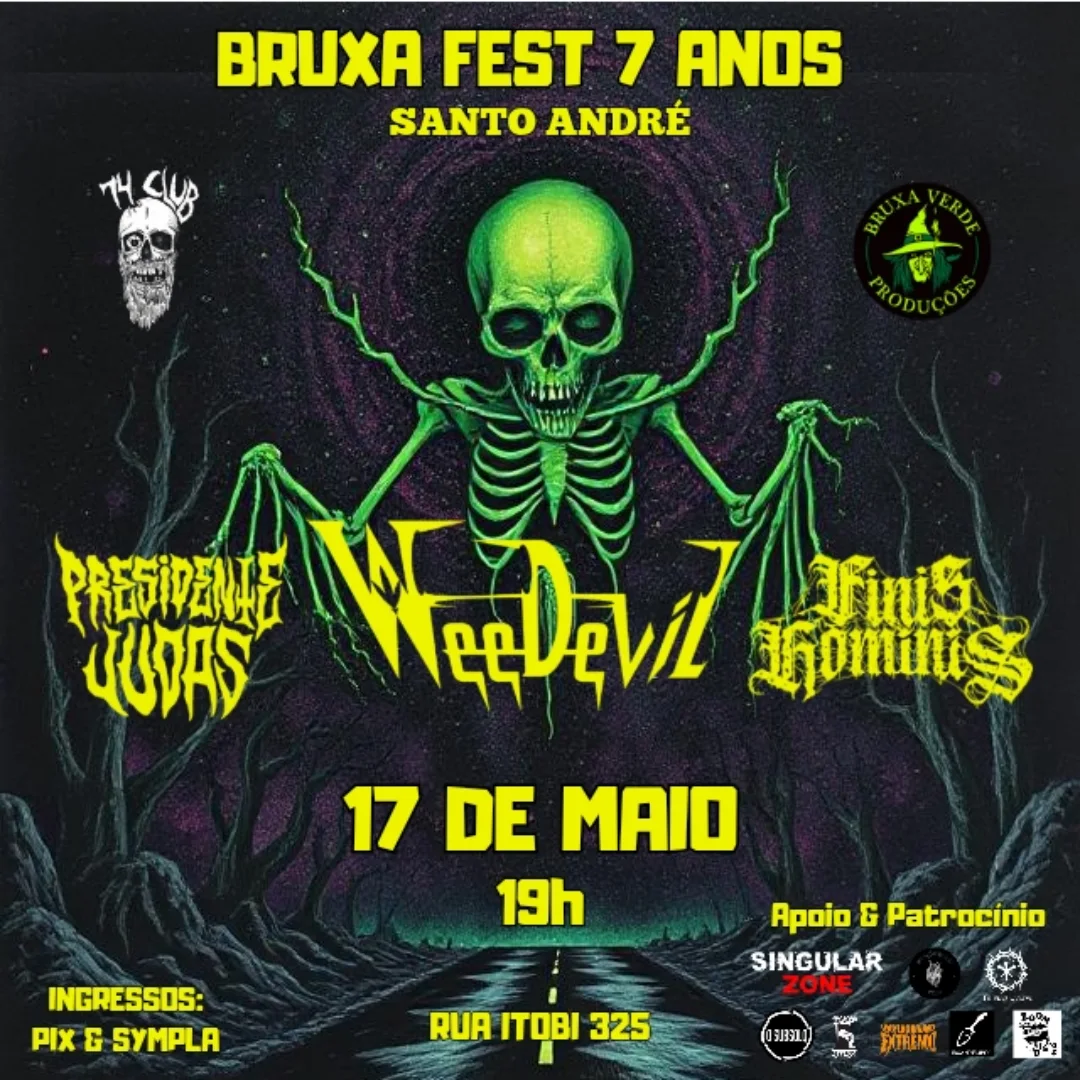 BRUXA FEST 7 ANOS
SANTO ANDRÉ
74 CLUB
BRUXA VERDE
PRODUÇÕES
PRESIDENTE
JUDAS
WEEDEVIL
FINIS
HOMINIS
17 DE MAIO
19h
Apoio & Patrocínio
SINGULAR
ZONE
O SUBSOLO
EXTREMO
INGRESSOS:
PIX & SYMPLA
RUA ITOBI 325